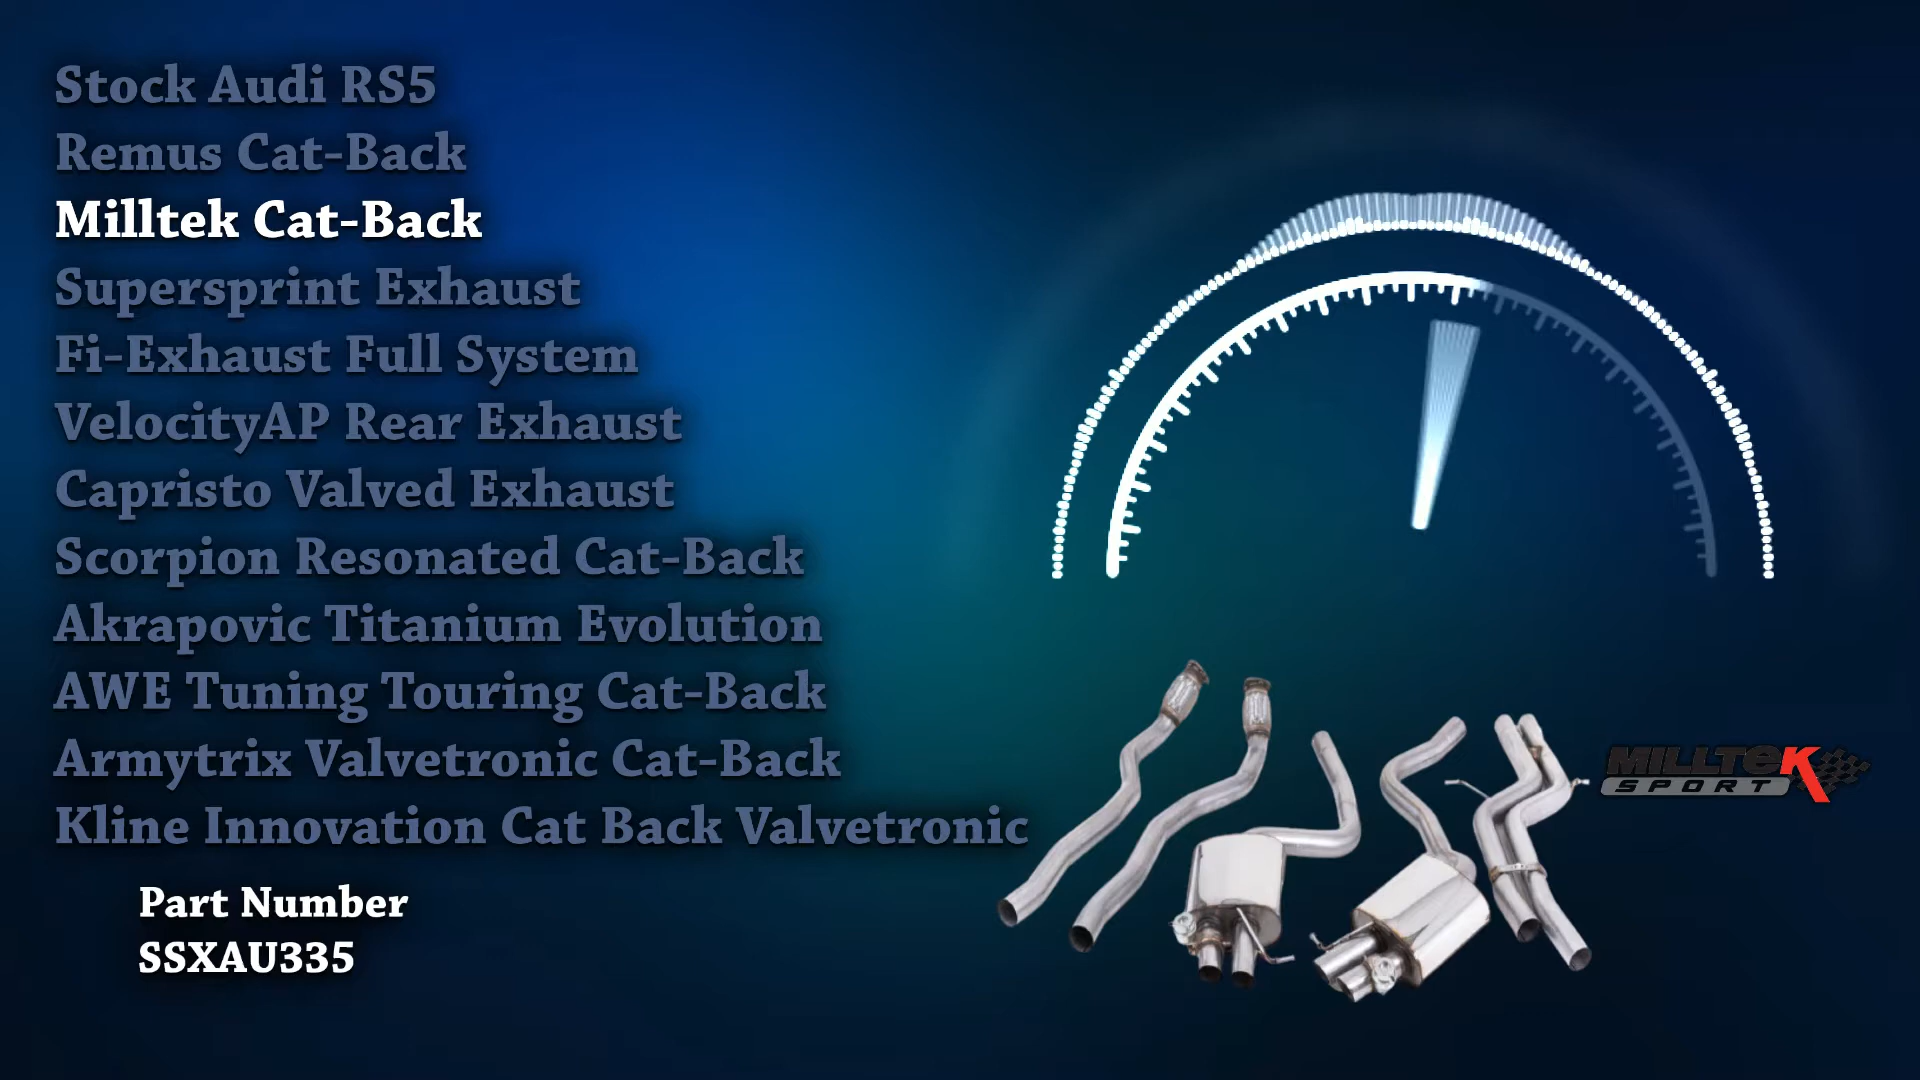 Stock Audi RS5
Remus Cat-Back
Milltek Cat-Back
Supersprint Exhaust
Fi-Exhaust Full System
VelocityAP Rear Exhaust
Capristo Valved Exhaust
Scorpion Resonated Cat-Back
Akrapovic Titanium Evolution
AWE Tuning Touring Cat-Back
Armytrix Valvetronic Cat-Back
Kline Innovation Cat Back Valvetronic
Part Number
SSXAU335
MILLTEK
SPORT